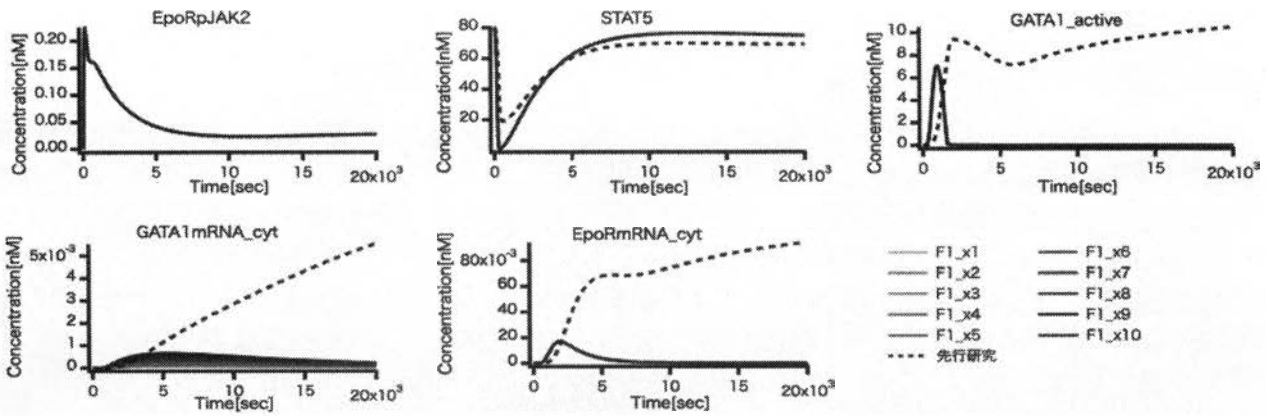 EpoRpJAK2
Concentration[nM]
0.20
0.15
0.10
0.05
0.00
0 5 10 15 20x10³
Time[sec]
STAT5
Concentration[nM]
80
60
40
20
0 5 10 15 20x10³
Time[sec]
GATA1_active
Concentration[nM]
10
8
6
4
2
0
0 5 10 15 20x10³
Time[sec]
GATA1mRNA_cyt
Concentration[nM]
5x10⁻³
4
3
2
1
0
0 5 10 15 20x10³
Time[sec]
EpoRmRNA_cyt
Concentration[nM]
80x10⁻³
60
40
20
0
0 5 10 15 20x10³
Time[sec]
F1_x1
F1_x2
F1_x3
F1_x4
F1_x5
先行研究
F1_x6
F1_x7
F1_x8
F1_x9
F1_x10